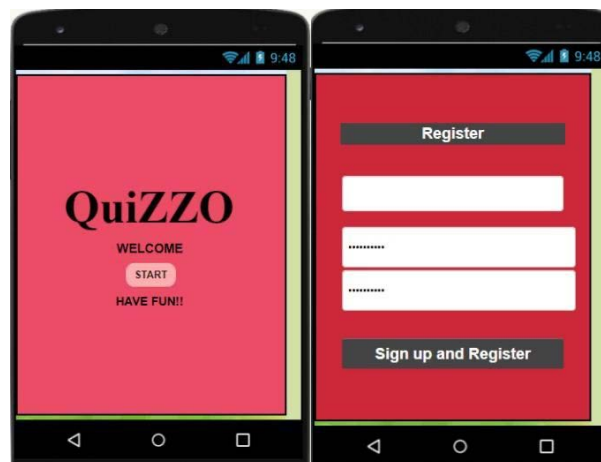 9:48
QuiZZO
WELCOME
START
HAVE FUN!!
9:48
Register
••••••••••
••••••••••
Sign up and Register